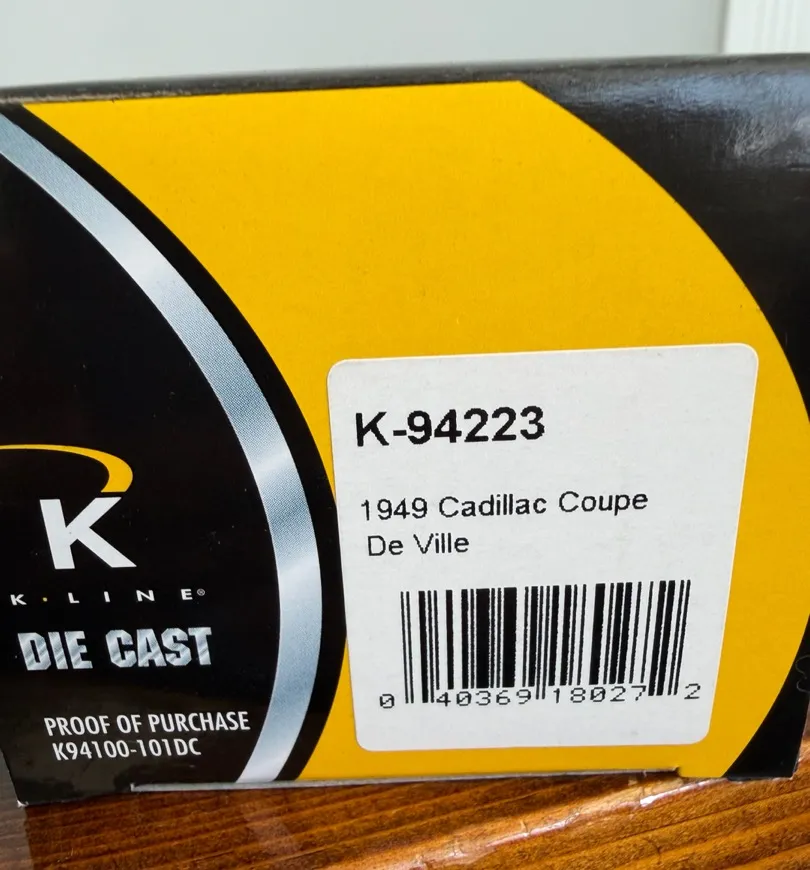 K-94223
1949 Cadillac Coupe
De Ville
0 40369 18027 2
K
K·LINE®
DIE CAST
PROOF OF PURCHASE
K94100-101DC